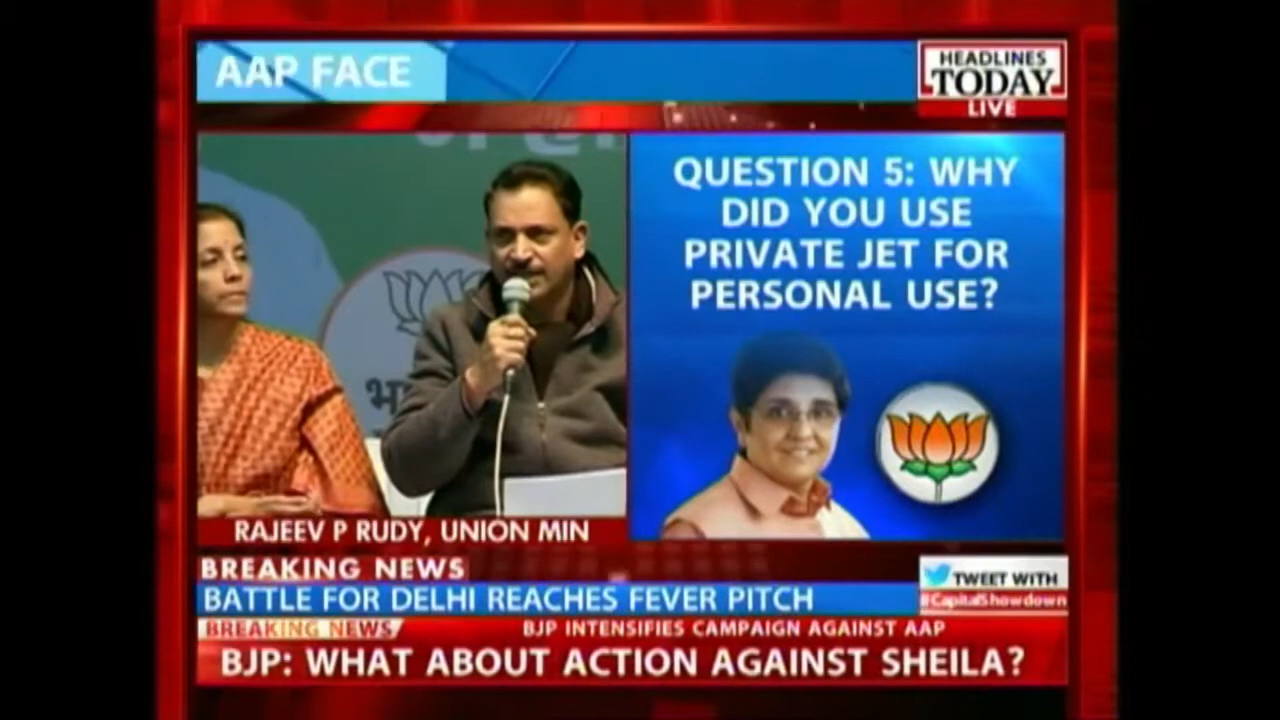 AAP FACE
HEADLINES
TODAY
LIVE
QUESTION 5: WHY
DID YOU USE
PRIVATE JET FOR
PERSONAL USE?
RAJEEV P RUDY, UNION MIN
BREAKING NEWS
BATTLE FOR DELHI REACHES FEVER PITCH
TWEET WITH
#CapitalShowdown
BREAKING NEWS
BJP INTENSIFIES CAMPAIGN AGAINST AAP
BJP: WHAT ABOUT ACTION AGAINST SHEILA?